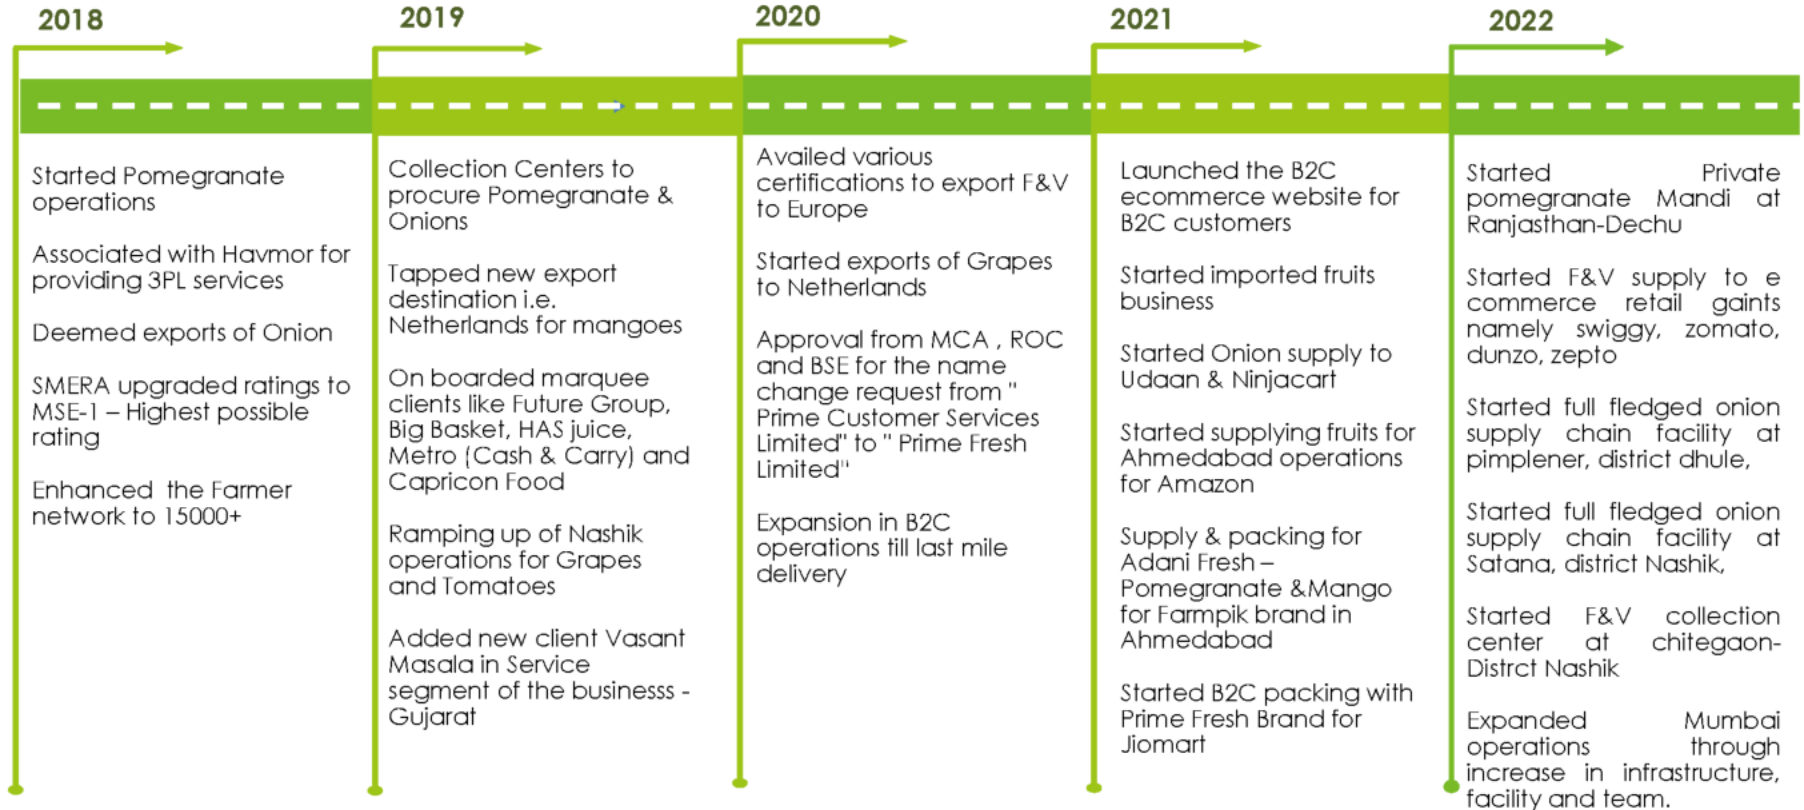 2018
Started Pomegranate
operations
Associated with Havmor for
providing 3PL services
Deemed exports of Onion
SMERA upgraded ratings to
MSE-1 – Highest possible
rating
Enhanced the Farmer
network to 15000+
2019
Collection Centers to
procure Pomegranate &
Onions
Tapped new export
destination i.e.
Netherlands for mangoes
On boarded marquee
clients like Future Group,
Big Basket, HAS juice,
Metro (Cash & Carry) and
Capricon Food
Ramping up of Nashik
operations for Grapes
and Tomatoes
Added new client Vasant
Masala in Service
segment of the businesss -
Gujarat
2020
Availed various
certifications to export F&V
to Europe
Started exports of Grapes
to Netherlands
Approval from MCA , ROC
and BSE for the name
change request from "
Prime Customer Services
Limited" to " Prime Fresh
Limited"
Expansion in B2C
operations till last mile
delivery
2021
Launched the B2C
ecommerce website for
B2C customers
Started imported fruits
business
Started Onion supply to
Udaan & Ninjacart
Started supplying fruits for
Ahmedabad operations
for Amazon
Supply & packing for
Adani Fresh –
Pomegranate &Mango
for Farmpik brand in
Ahmedabad
Started B2C packing with
Prime Fresh Brand for
Jiomart
2022
Started Private
pomegranate Mandi at
Ranjasthan-Dechu
Started F&V supply to e
commerce retail gaints
namely swiggy, zomato,
dunzo, zepto
Started full fledged onion
supply chain facility at
pimplener, district dhule,
Started full fledged onion
supply chain facility at
Satana, district Nashik,
Started F&V collection
center at chitegaon-
Distrct Nashik
Expanded Mumbai
operations through
increase in infrastructure,
facility and team.